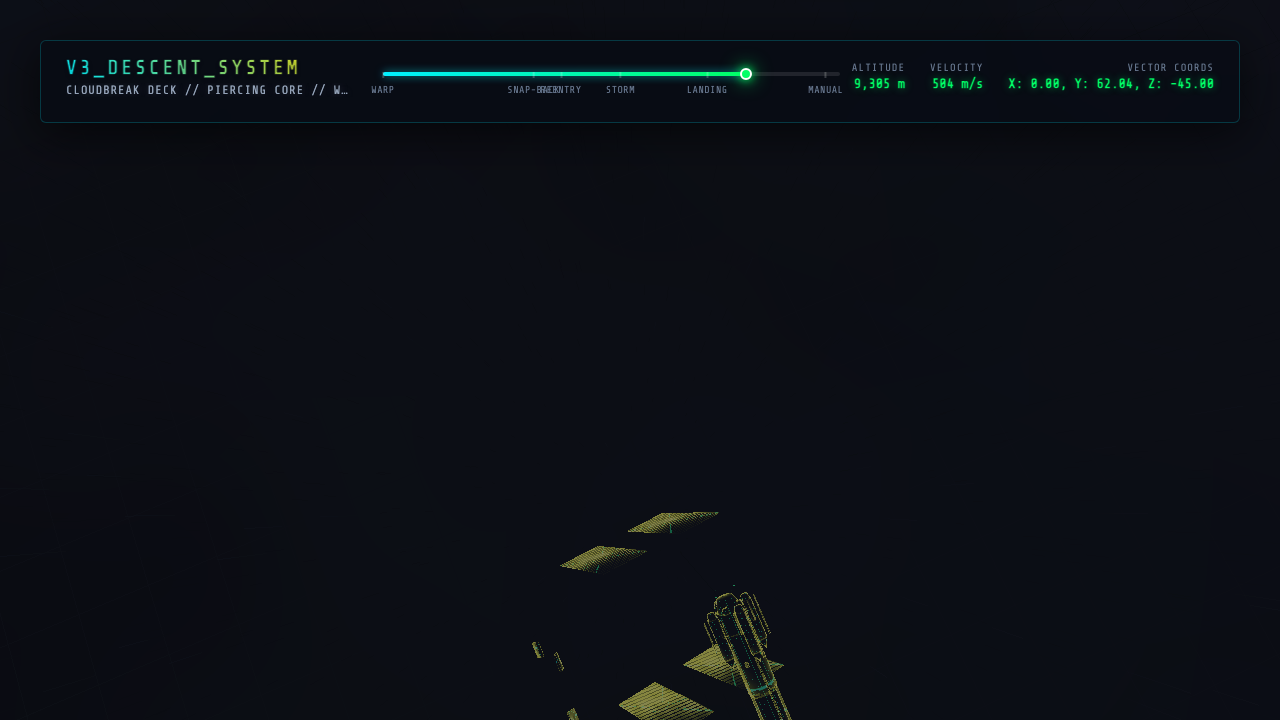 V3_DESCENT_SYSTEM
CLOUDBREAK DECK // PIERCING CORE // W…
WARP
STORM
LANDING
MANUAL
ALTITUDE
9,305 m
VELOCITY
504 m/s
VECTOR COORDS
X: 0.00, Y: 62.04, Z: -45.00